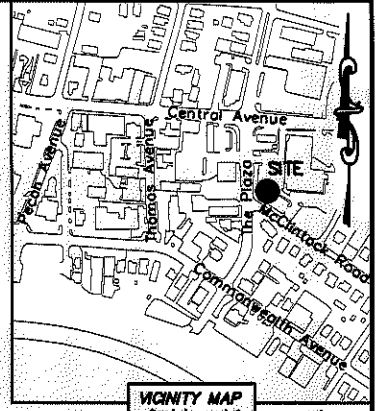 Central Avenue
Pecan Avenue
Thomas Avenue
The Plaza
SITE
McClintock Road
Commonwealth Avenue
VICINITY MAP